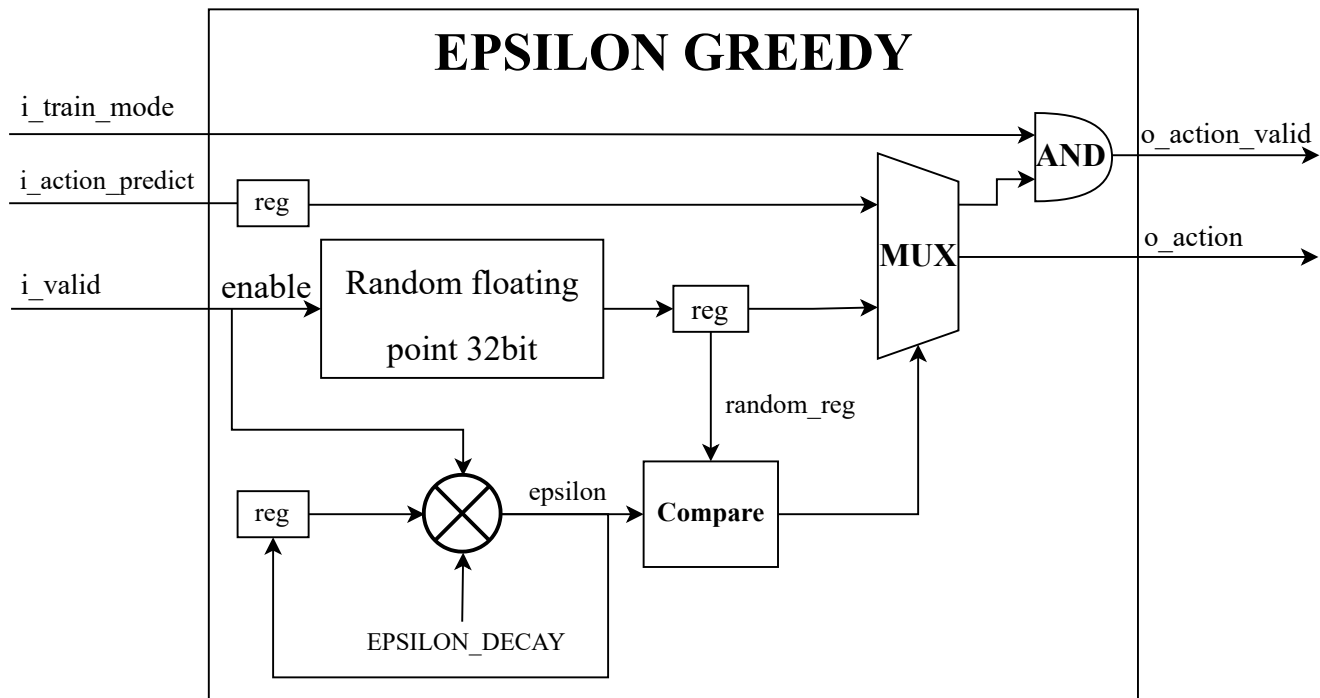 EPSILON GREEDY
i_train_mode
AND
o_action_valid
i_action_predict
reg
MUX
o_action
i_valid
enable
Random floating
point 32bit
reg
random_reg
reg
epsilon
Compare
EPSILON_DECAY